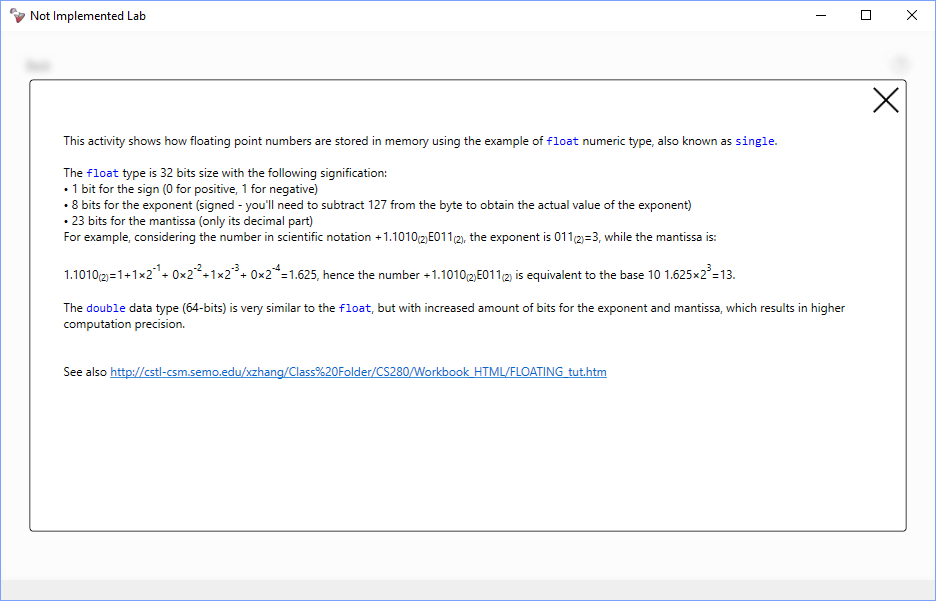 Not Implemented Lab
This activity shows how floating point numbers are stored in memory using the example of float numeric type, also known as single.
The float type is 32 bits size with the following signification:
• 1 bit for the sign (0 for positive, 1 for negative)
• 8 bits for the exponent (signed - you'll need to subtract 127 from the byte to obtain the actual value of the exponent)
• 23 bits for the mantissa (only its decimal part)
For example, considering the number in scientific notation +1.1010(2)E011(2), the exponent is 011(2)=3, while the mantissa is:
1.1010(2)=1+1×2-1+ 0×2-2+1×2-3+ 0×2-4=1.625, hence the number +1.1010(2)E011(2) is equivalent to the base 10 1.625×23=13.
The double data type (64-bits) is very similar to the float, but with increased amount of bits for the exponent and mantissa, which results in higher
computation precision.
See also http://cstl-csm.semo.edu/xzhang/Class%20Folder/CS280/Workbook_HTML/FLOATING_tut.htm